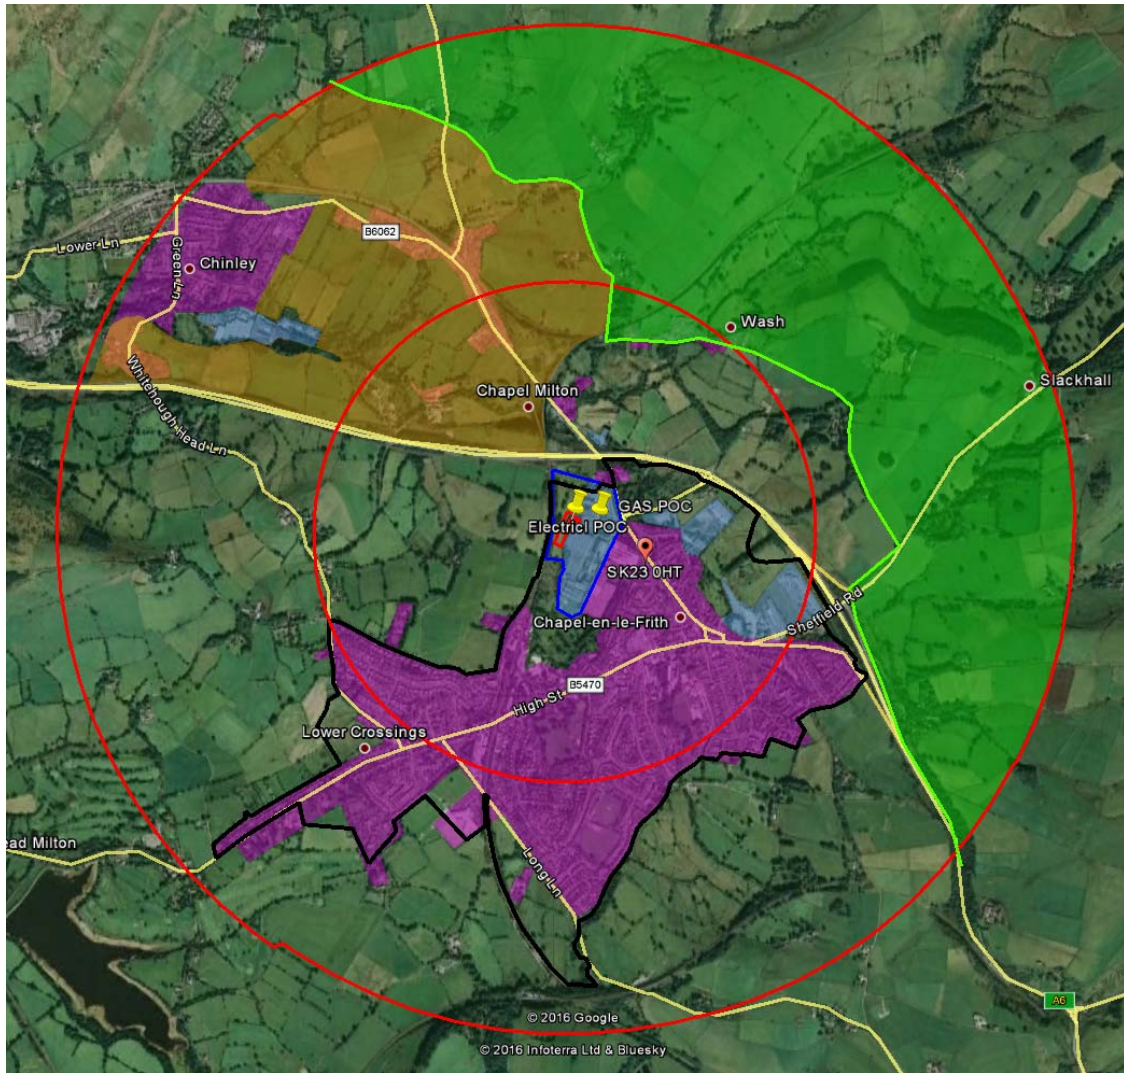 B6062
Lower Ln
Green Ln
Chinley
Wash
Whitehough Head Ln
Slackhall
Chapel Milton
GAS POC
Electricl POC
SK23 0HT
Sheffield Rd
Chapel-en-le-Frith
B5470
High St
Lower Crossings
ead Milton
Long Ln
A6
© 2016 Google
© 2016 Infoterra Ltd & Bluesky